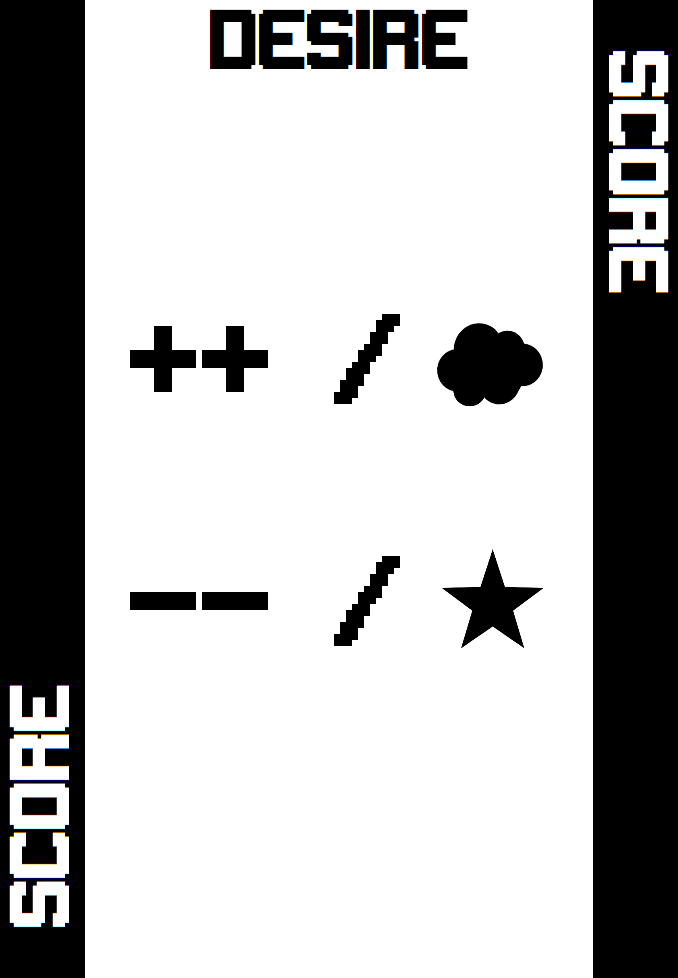 DESIRE
SCORE
++ /
-- /
SCORE